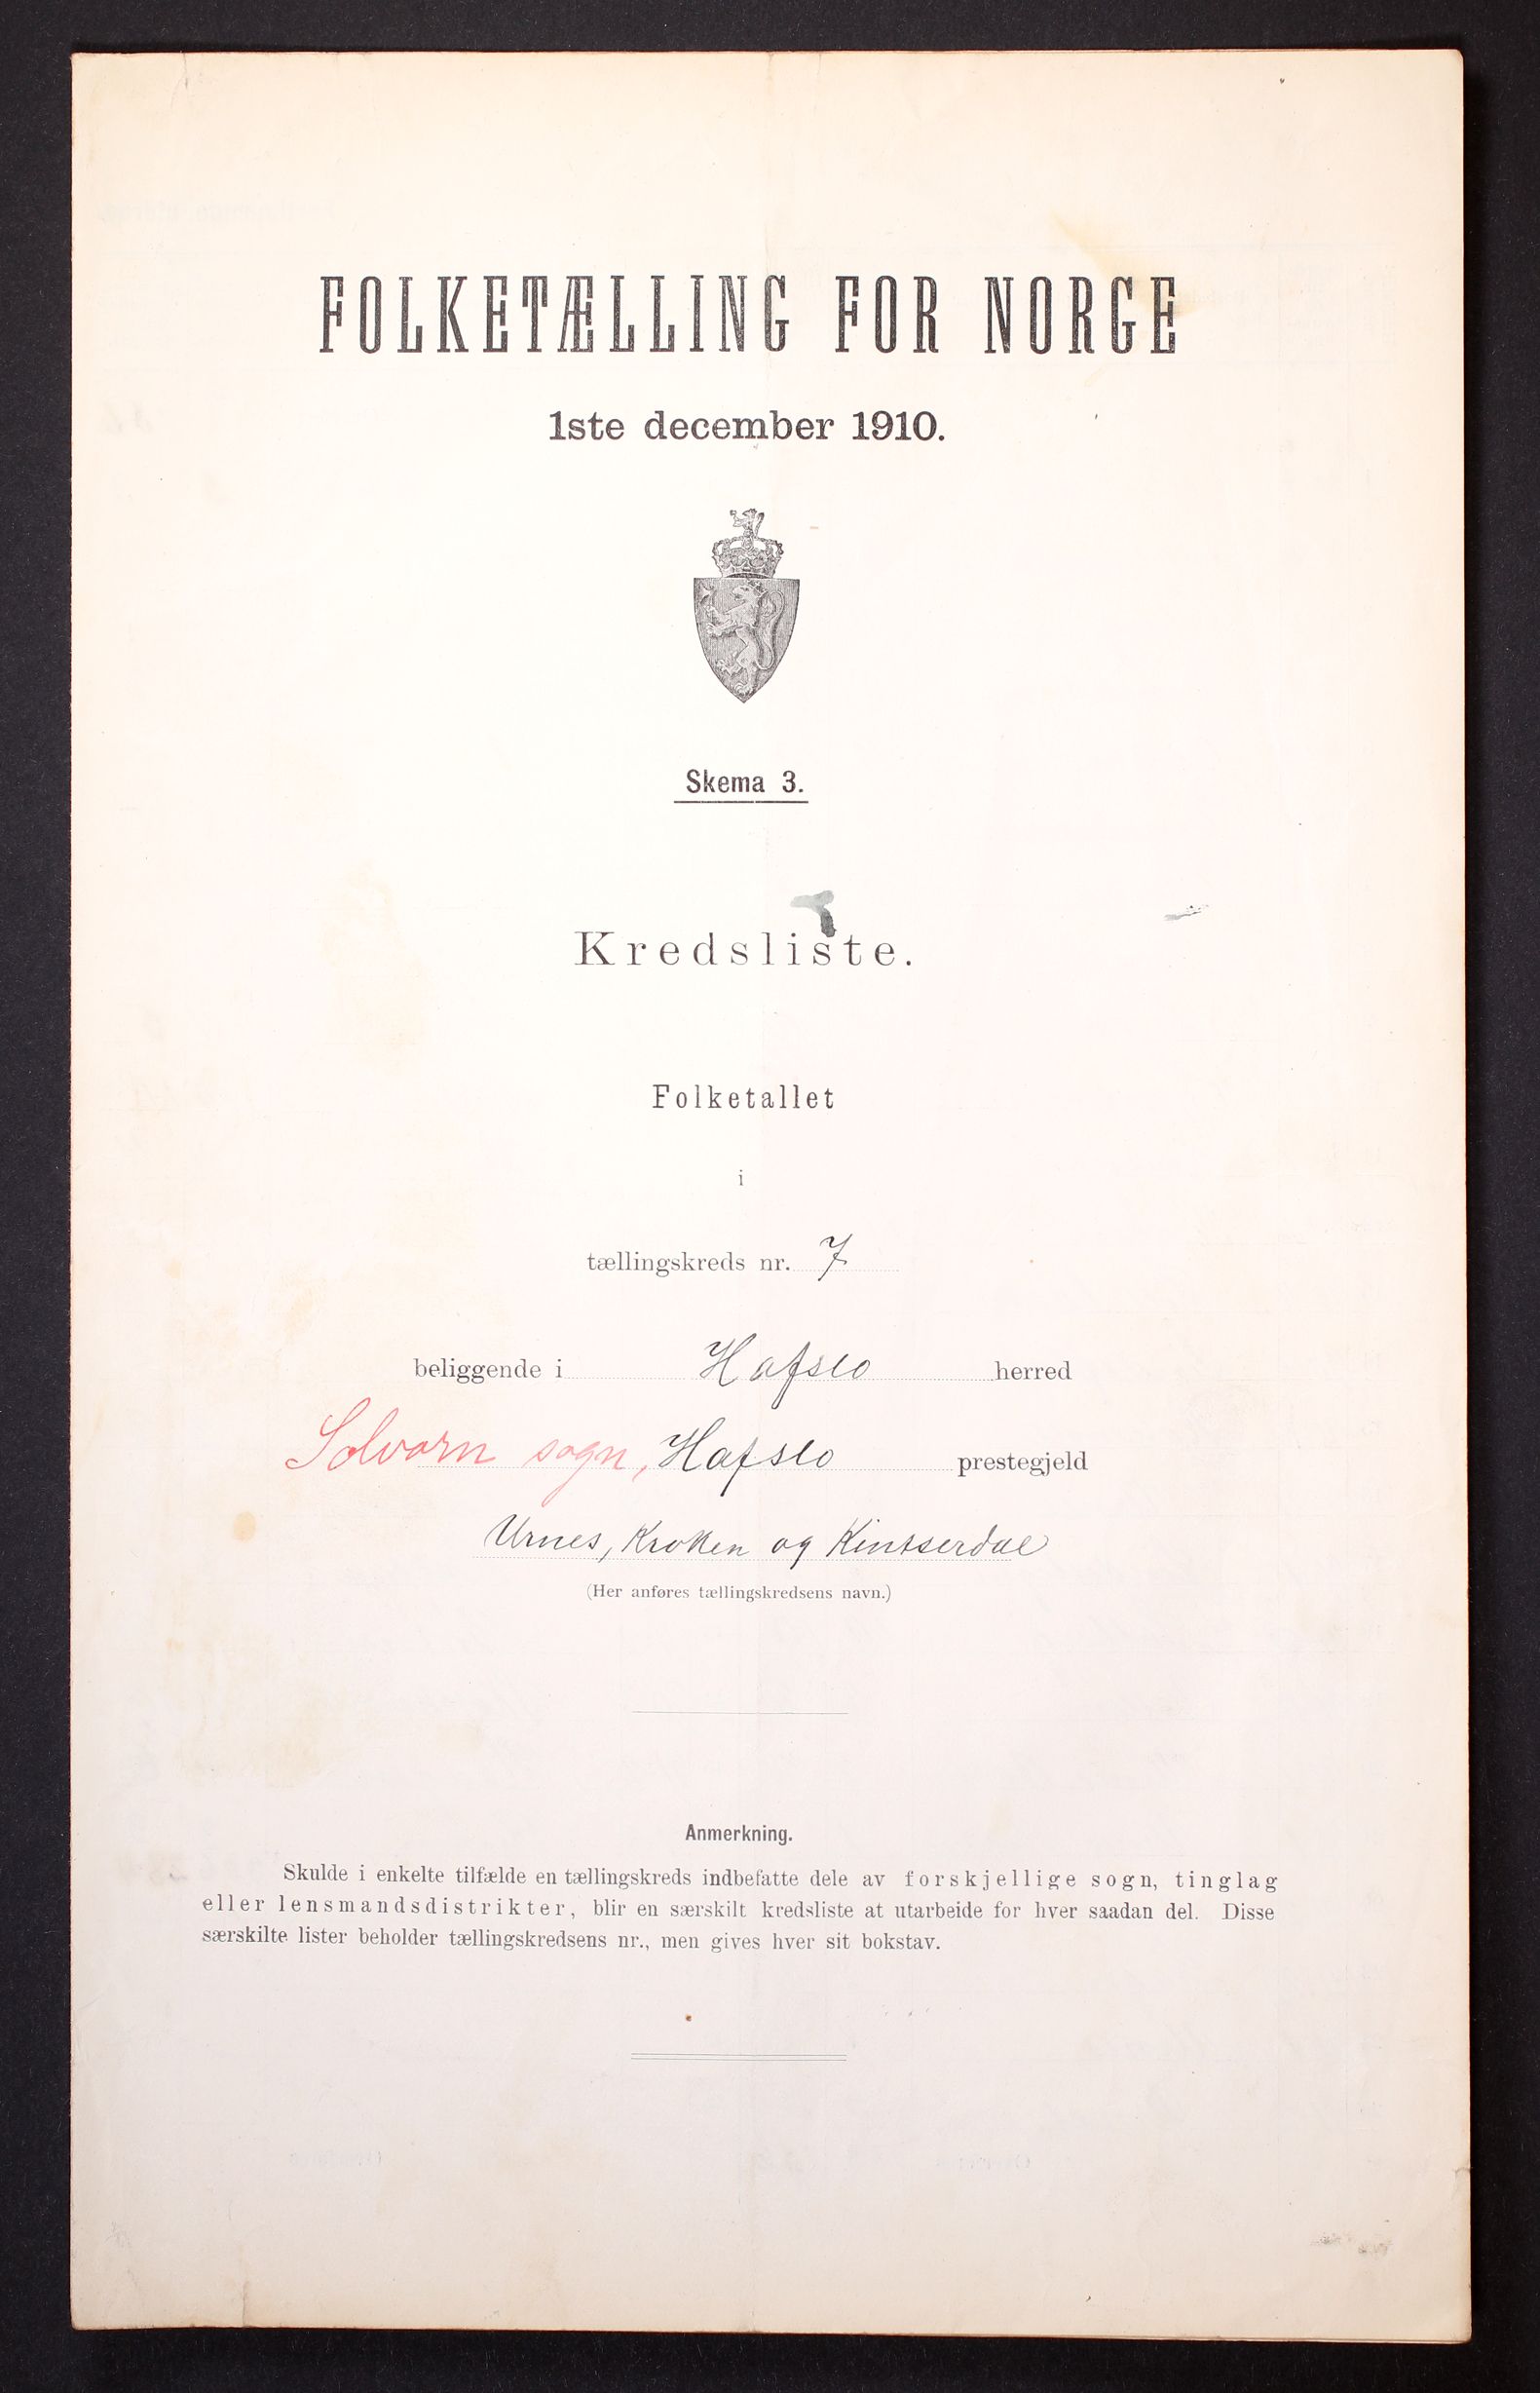 FOLKETÆLLING FOR NORGE
1ste december 1910.
Skema 3.
Kredsliste.
Folketallet
i
tællingskreds nr. 7
beliggende i Hafslo herred
Solvorn sogn, Hafslo prestegjeld
Urnes, Kroken og Kintserdal
(Her anføres tællingskredsens navn.)
Anmerkning.
Skulde i enkelte tilfælde en tællingskreds indbefatte dele av forskjellige sogn, tinglag
eller lensmandsdistrikter, blir en særskilt kredsliste at utarbeide for hver saadan del. Disse
særskilte lister beholder tællingskredsens nr., men gives hver sit bokstav.